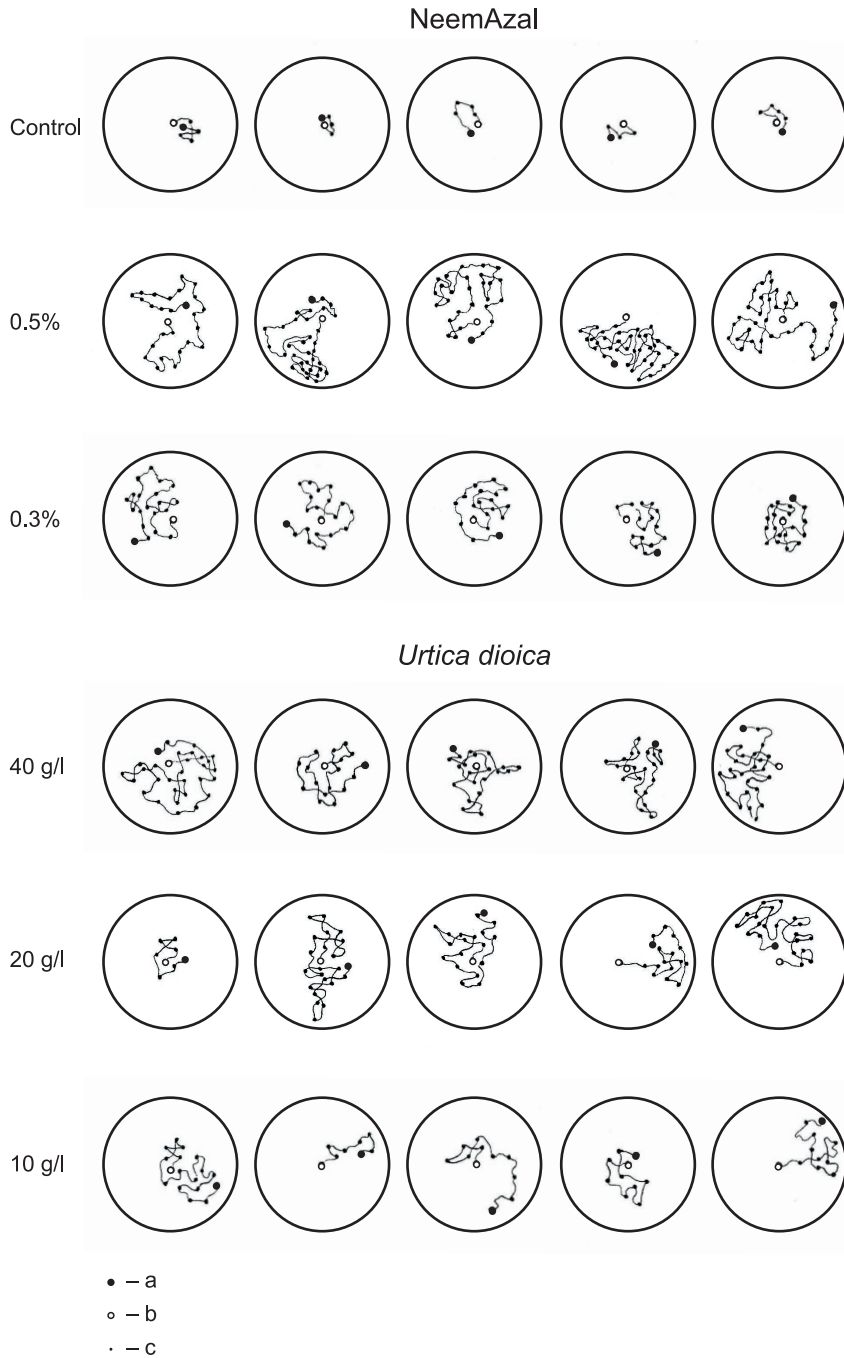 NeemAzal
Control
0.5%
0.3%
Urtica dioica
40 g/l
20 g/l
10 g/l
– a
– b
– c